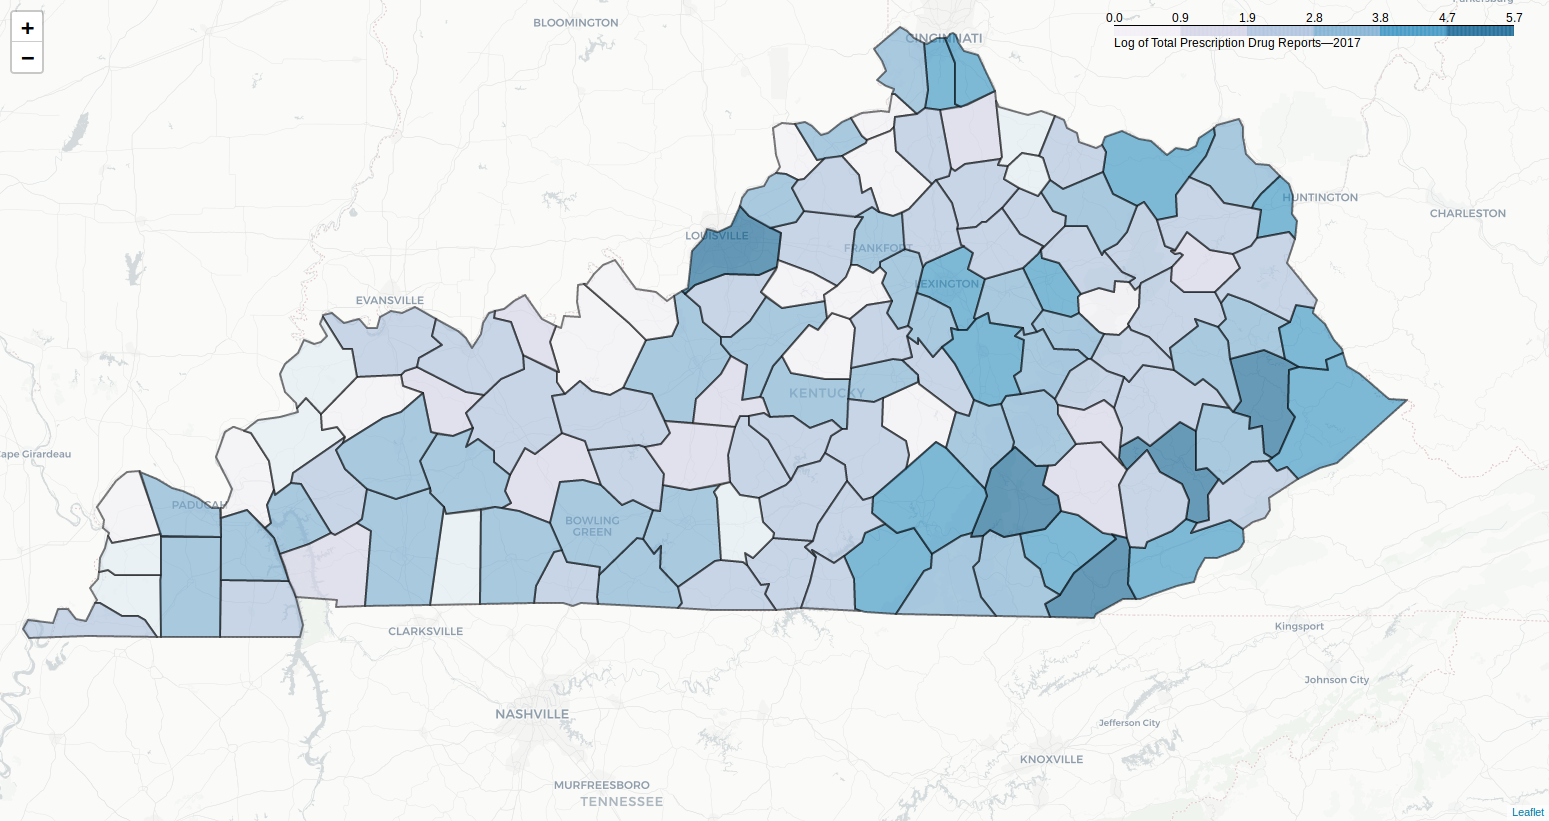 +
−
BLOOMINGTON
CINCINNATI
0.0 0.9 1.9 2.8 3.8 4.7 5.7
Log of Total Prescription Drug Reports—2017
HUNTINGTON
CHARLESTON
LOUISVILLE
FRANKFORT
LEXINGTON
EVANSVILLE
KENTUCKY
Cape Girardeau
PADUCAH
BOWLING
GREEN
CLARKSVILLE
Kingsport
Johnson City
NASHVILLE
Jefferson City
KNOXVILLE
MURFREESBORO
TENNESSEE
Leaflet